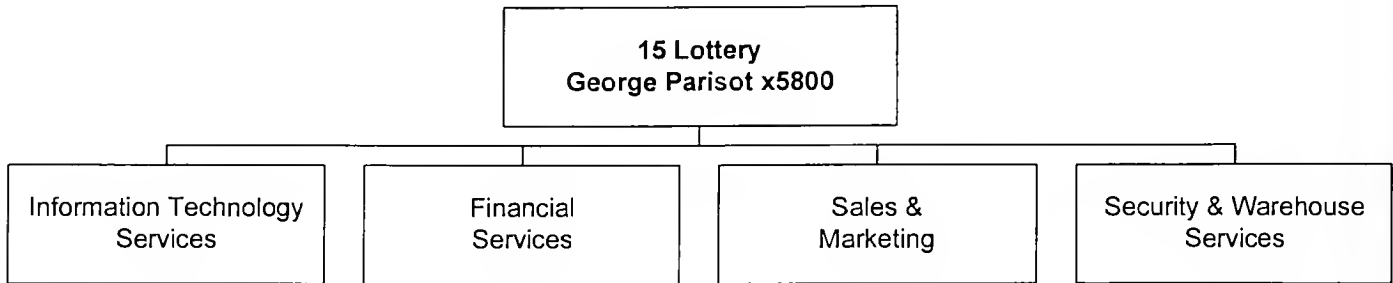 15 Lottery
George Parisot x5800
Information Technology
Services
Financial
Services
Sales &
Marketing
Security & Warehouse
Services